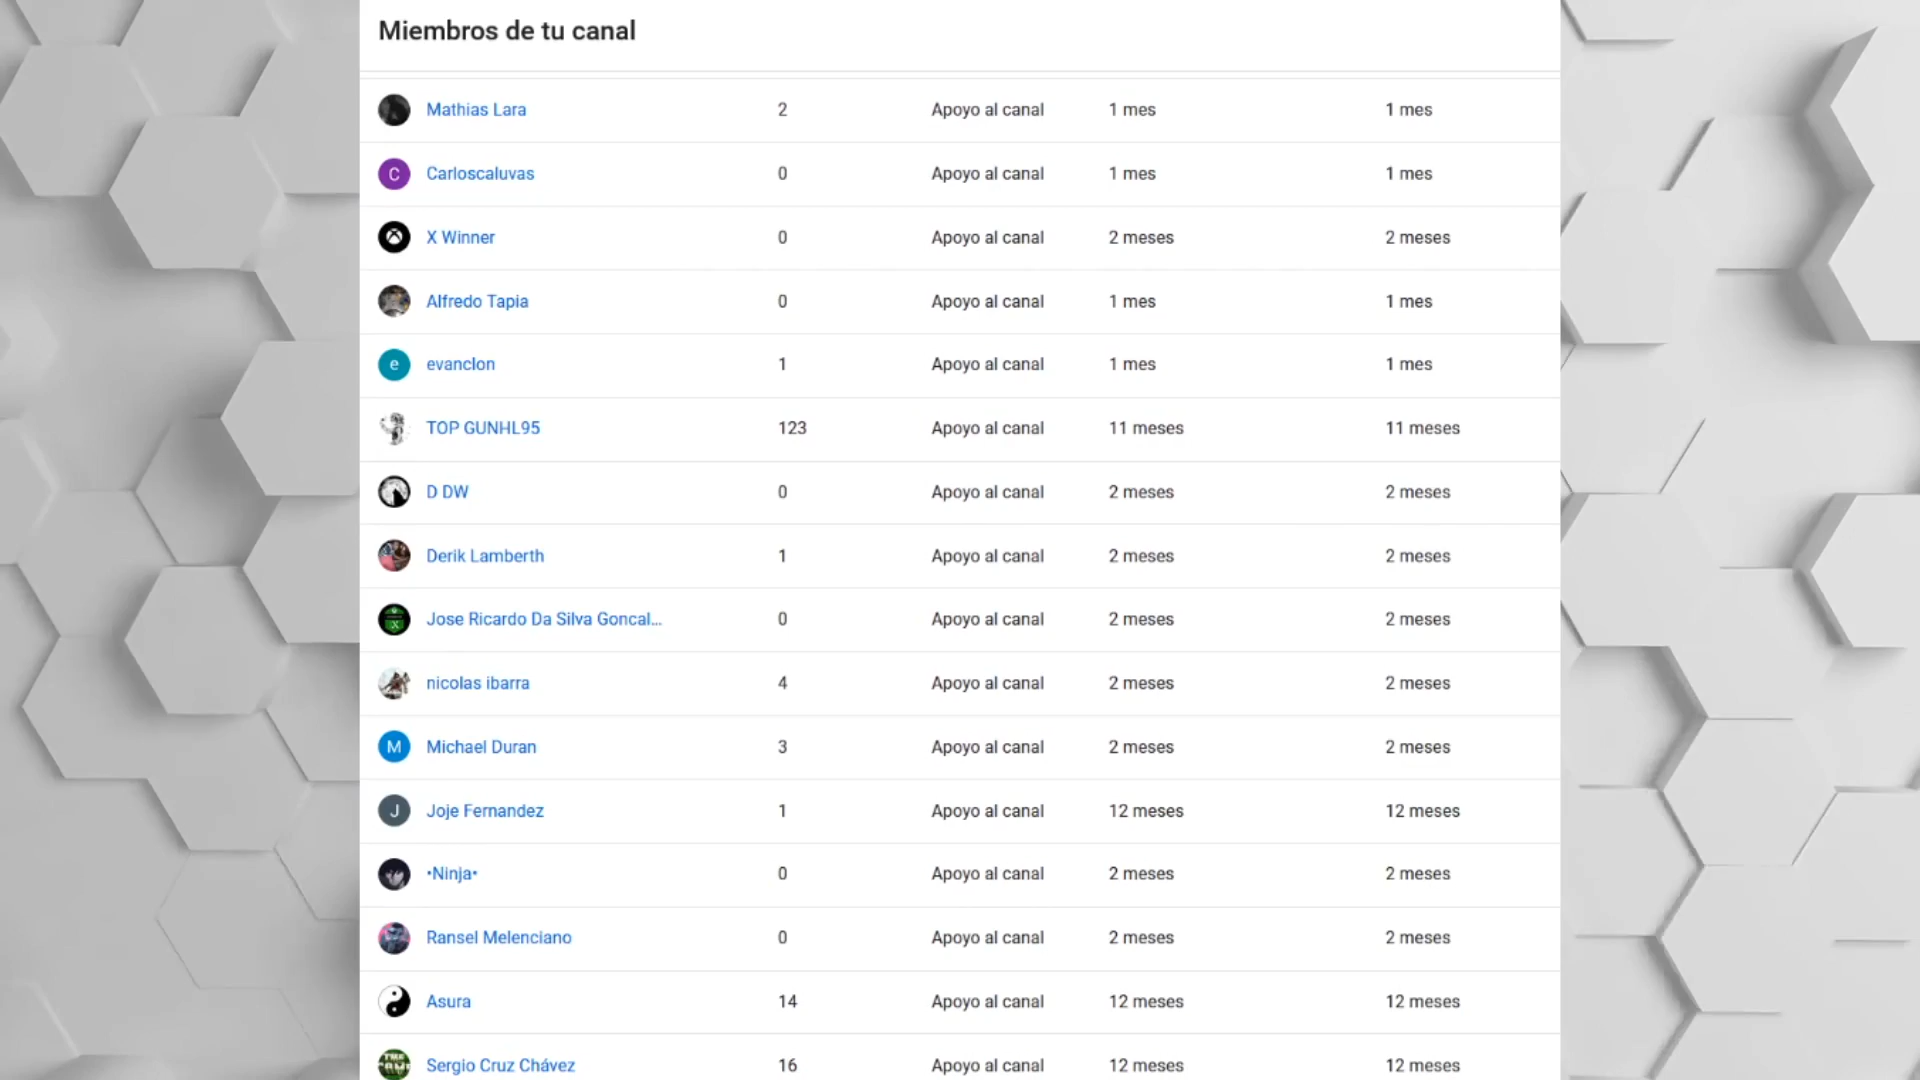 Miembros de tu canal
Mathias Lara 2 Apoyo al canal 1 mes 1 mes
C Carloscaluvas 0 Apoyo al canal 1 mes 1 mes
X Winner 0 Apoyo al canal 2 meses 2 meses
Alfredo Tapia 0 Apoyo al canal 1 mes 1 mes
e evanclon 1 Apoyo al canal 1 mes 1 mes
TOP GUNHL95 123 Apoyo al canal 11 meses 11 meses
D DW 0 Apoyo al canal 2 meses 2 meses
Derik Lamberth 1 Apoyo al canal 2 meses 2 meses
Jose Ricardo Da Silva Goncal... 0 Apoyo al canal 2 meses 2 meses
nicolas ibarra 4 Apoyo al canal 2 meses 2 meses
M Michael Duran 3 Apoyo al canal 2 meses 2 meses
J Joje Fernandez 1 Apoyo al canal 12 meses 12 meses
•Ninja• 0 Apoyo al canal 2 meses 2 meses
Ransel Melenciano 0 Apoyo al canal 2 meses 2 meses
Asura 14 Apoyo al canal 12 meses 12 meses
Sergio Cruz Chávez 16 Apoyo al canal 12 meses 12 meses